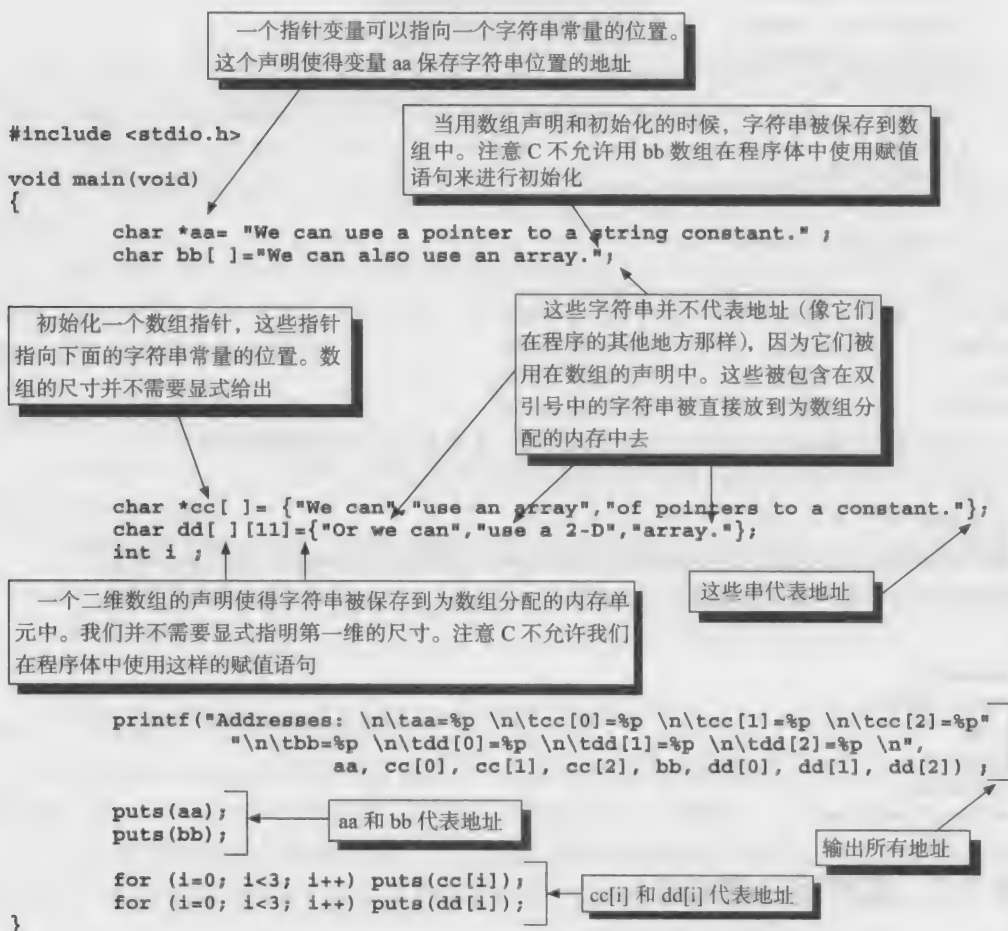 一个指针变量可以指向一个字符串常量的位置。
这个声明使得变量 aa 保存字符串位置的地址
#include <stdio.h>
当用数组声明和初始化的时候，字符串被保存到数
组中。注意 C 不允许用 bb 数组在程序体中使用赋值
语句来进行初始化
void main(void)
{
char *aa= "We can use a pointer to a string constant." ;
char bb[ ]="We can also use an array.";
初始化一个数组指针，这些指针
指向下面的字符串常量的位置。数
组的尺寸并不需要显式给出
这些字符串并不代表地址（像它们
在程序的其他地方那样），因为它们被
用在数组的声明中。这些被包含在双
引号中的字符串被直接放到为数组分
配的内存中去
char *cc[ ]= {"We can","use an array","of pointers to a constant."};
char dd[ ][11]={"Or we can","use a 2-D","array."};
int i ;
这些串代表地址
一个二维数组的声明使得字符串被保存到为数组分配的内存单
元中。我们并不需要显式指明第一维的尺寸。注意 C 不允许我们
在程序体中使用这样的赋值语句
printf("Addresses: \n\taa=%p \n\tcc[0]=%p \n\tcc[1]=%p \n\tcc[2]=%p"
"\n\tbb=%p \n\tdd[0]=%p \n\tdd[1]=%p \n\tdd[2]=%p \n",
aa, cc[0], cc[1], cc[2], bb, dd[0], dd[1], dd[2]) ;
puts(aa);
puts(bb);
aa 和 bb 代表地址
输出所有地址
for (i=0; i<3; i++) puts(cc[i]);
for (i=0; i<3; i++) puts(dd[i]);
cc[i] 和 dd[i] 代表地址
}